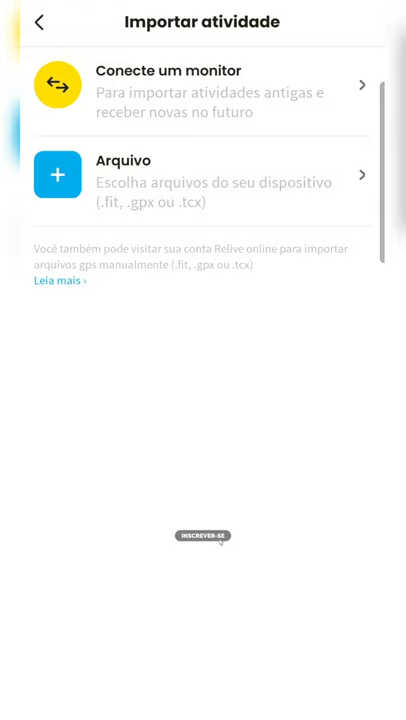 Importar atividade
Conecte um monitor
Para importar atividades antigas e
receber novas no futuro
Arquivo
Escolha arquivos do seu dispositivo
(.fit, .gpx ou .tcx)
Você também pode visitar sua conta Relive online para importar
arquivos gps manualmente (.fit, .gpx ou .tcx)
Leia mais ›
INSCREVER-SE